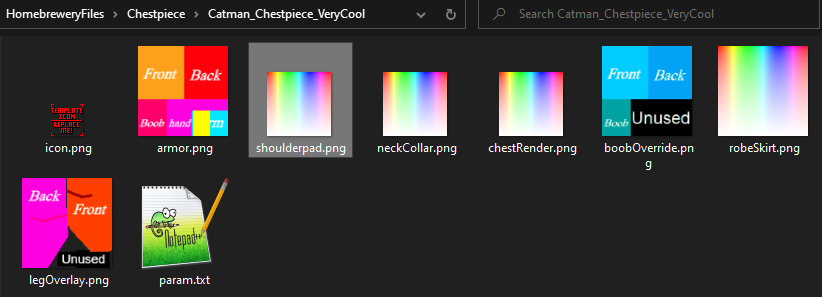 HomebreweryFiles > Chestpiece > Catman_Chestpiece_VeryCool
Search Catman_Chestpiece_VeryCool
TEMPLATE
ICON
REPLACE
ME!
Front Back
Boob hand arm
Front Back
Boob Unused
icon.png
armor.png
shoulderpad.png
neckCollar.png
chestRender.png
boobOverride.pn
g
robeSkirt.png
Back Front
Unused
Notepad++
legOverlay.png
param.txt